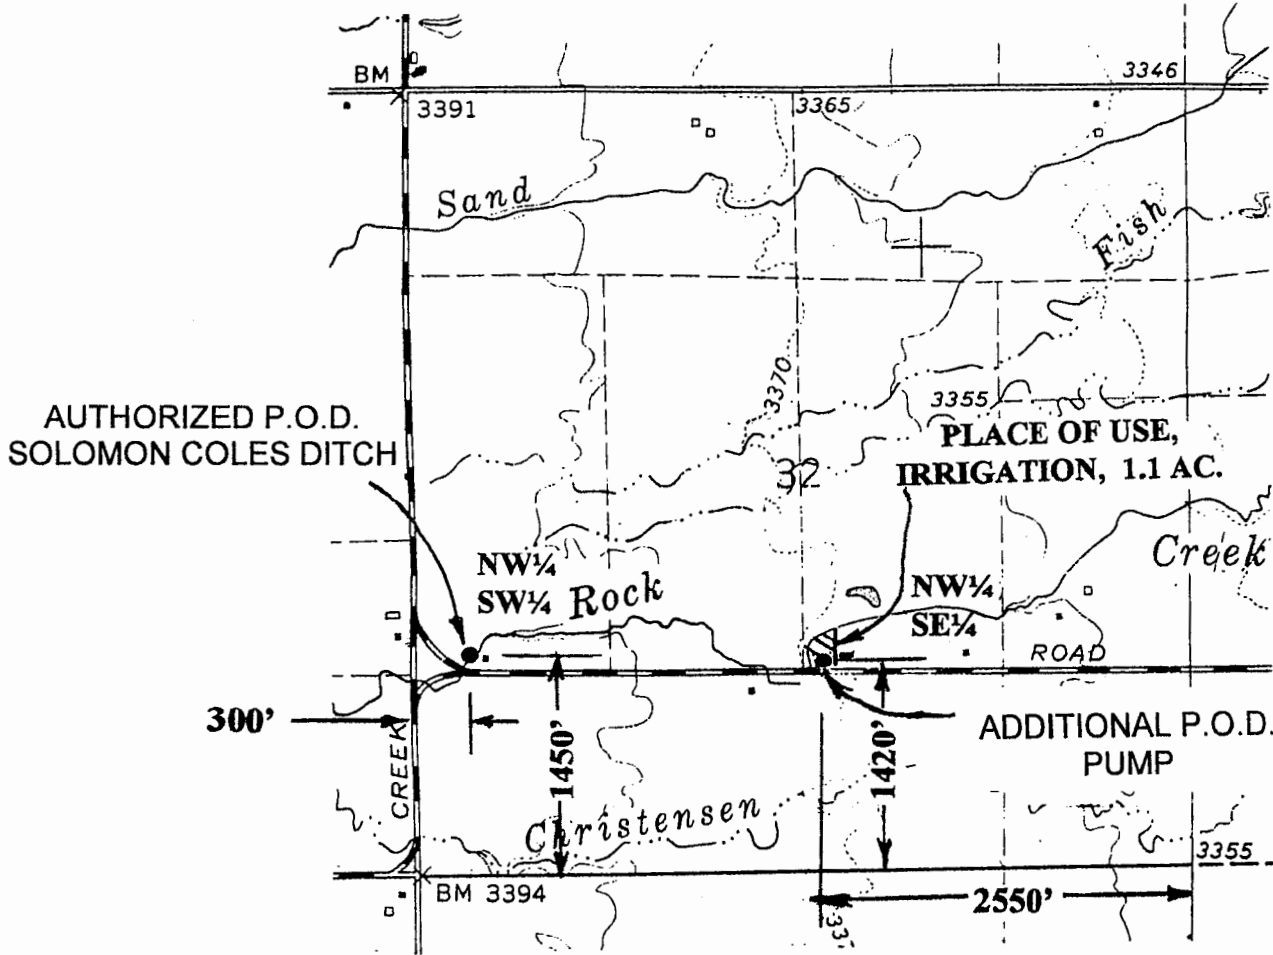 BM
3391
3365
3346
Sand
Fish
3370
3355
AUTHORIZED P.O.D.
SOLOMON COLES DITCH
PLACE OF USE,
IRRIGATION, 1.1 AC.
32
NW¼
SW¼
Rock
NW¼
SE¼
Creek
ROAD
300'
1450'
1420'
ADDITIONAL P.O.D.
PUMP
CREEK
Christensen
3355
BM 3394
2550'